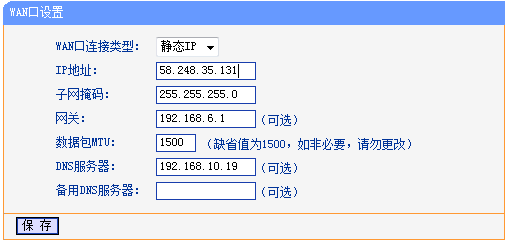 WAN口设置
WAN口连接类型: 静态IP
IP地址: 58.248.35.131
子网掩码: 255.255.255.0
网关: 192.168.6.1 (可选)
数据包MTU: 1500 (缺省值为1500，如非必要，请勿更改)
DNS服务器: 192.168.10.19 (可选)
备用DNS服务器: (可选)
保 存